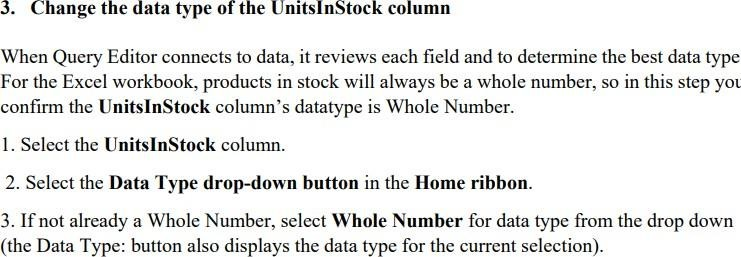 3. Change the data type of the UnitsInStock column
When Query Editor connects to data, it reviews each field and to determine the best data type
For the Excel workbook, products in stock will always be a whole number, so in this step you
confirm the UnitsInStock column’s datatype is Whole Number.
1. Select the UnitsInStock column.
2. Select the Data Type drop-down button in the Home ribbon.
3. If not already a Whole Number, select Whole Number for data type from the drop down
(the Data Type: button also displays the data type for the current selection).